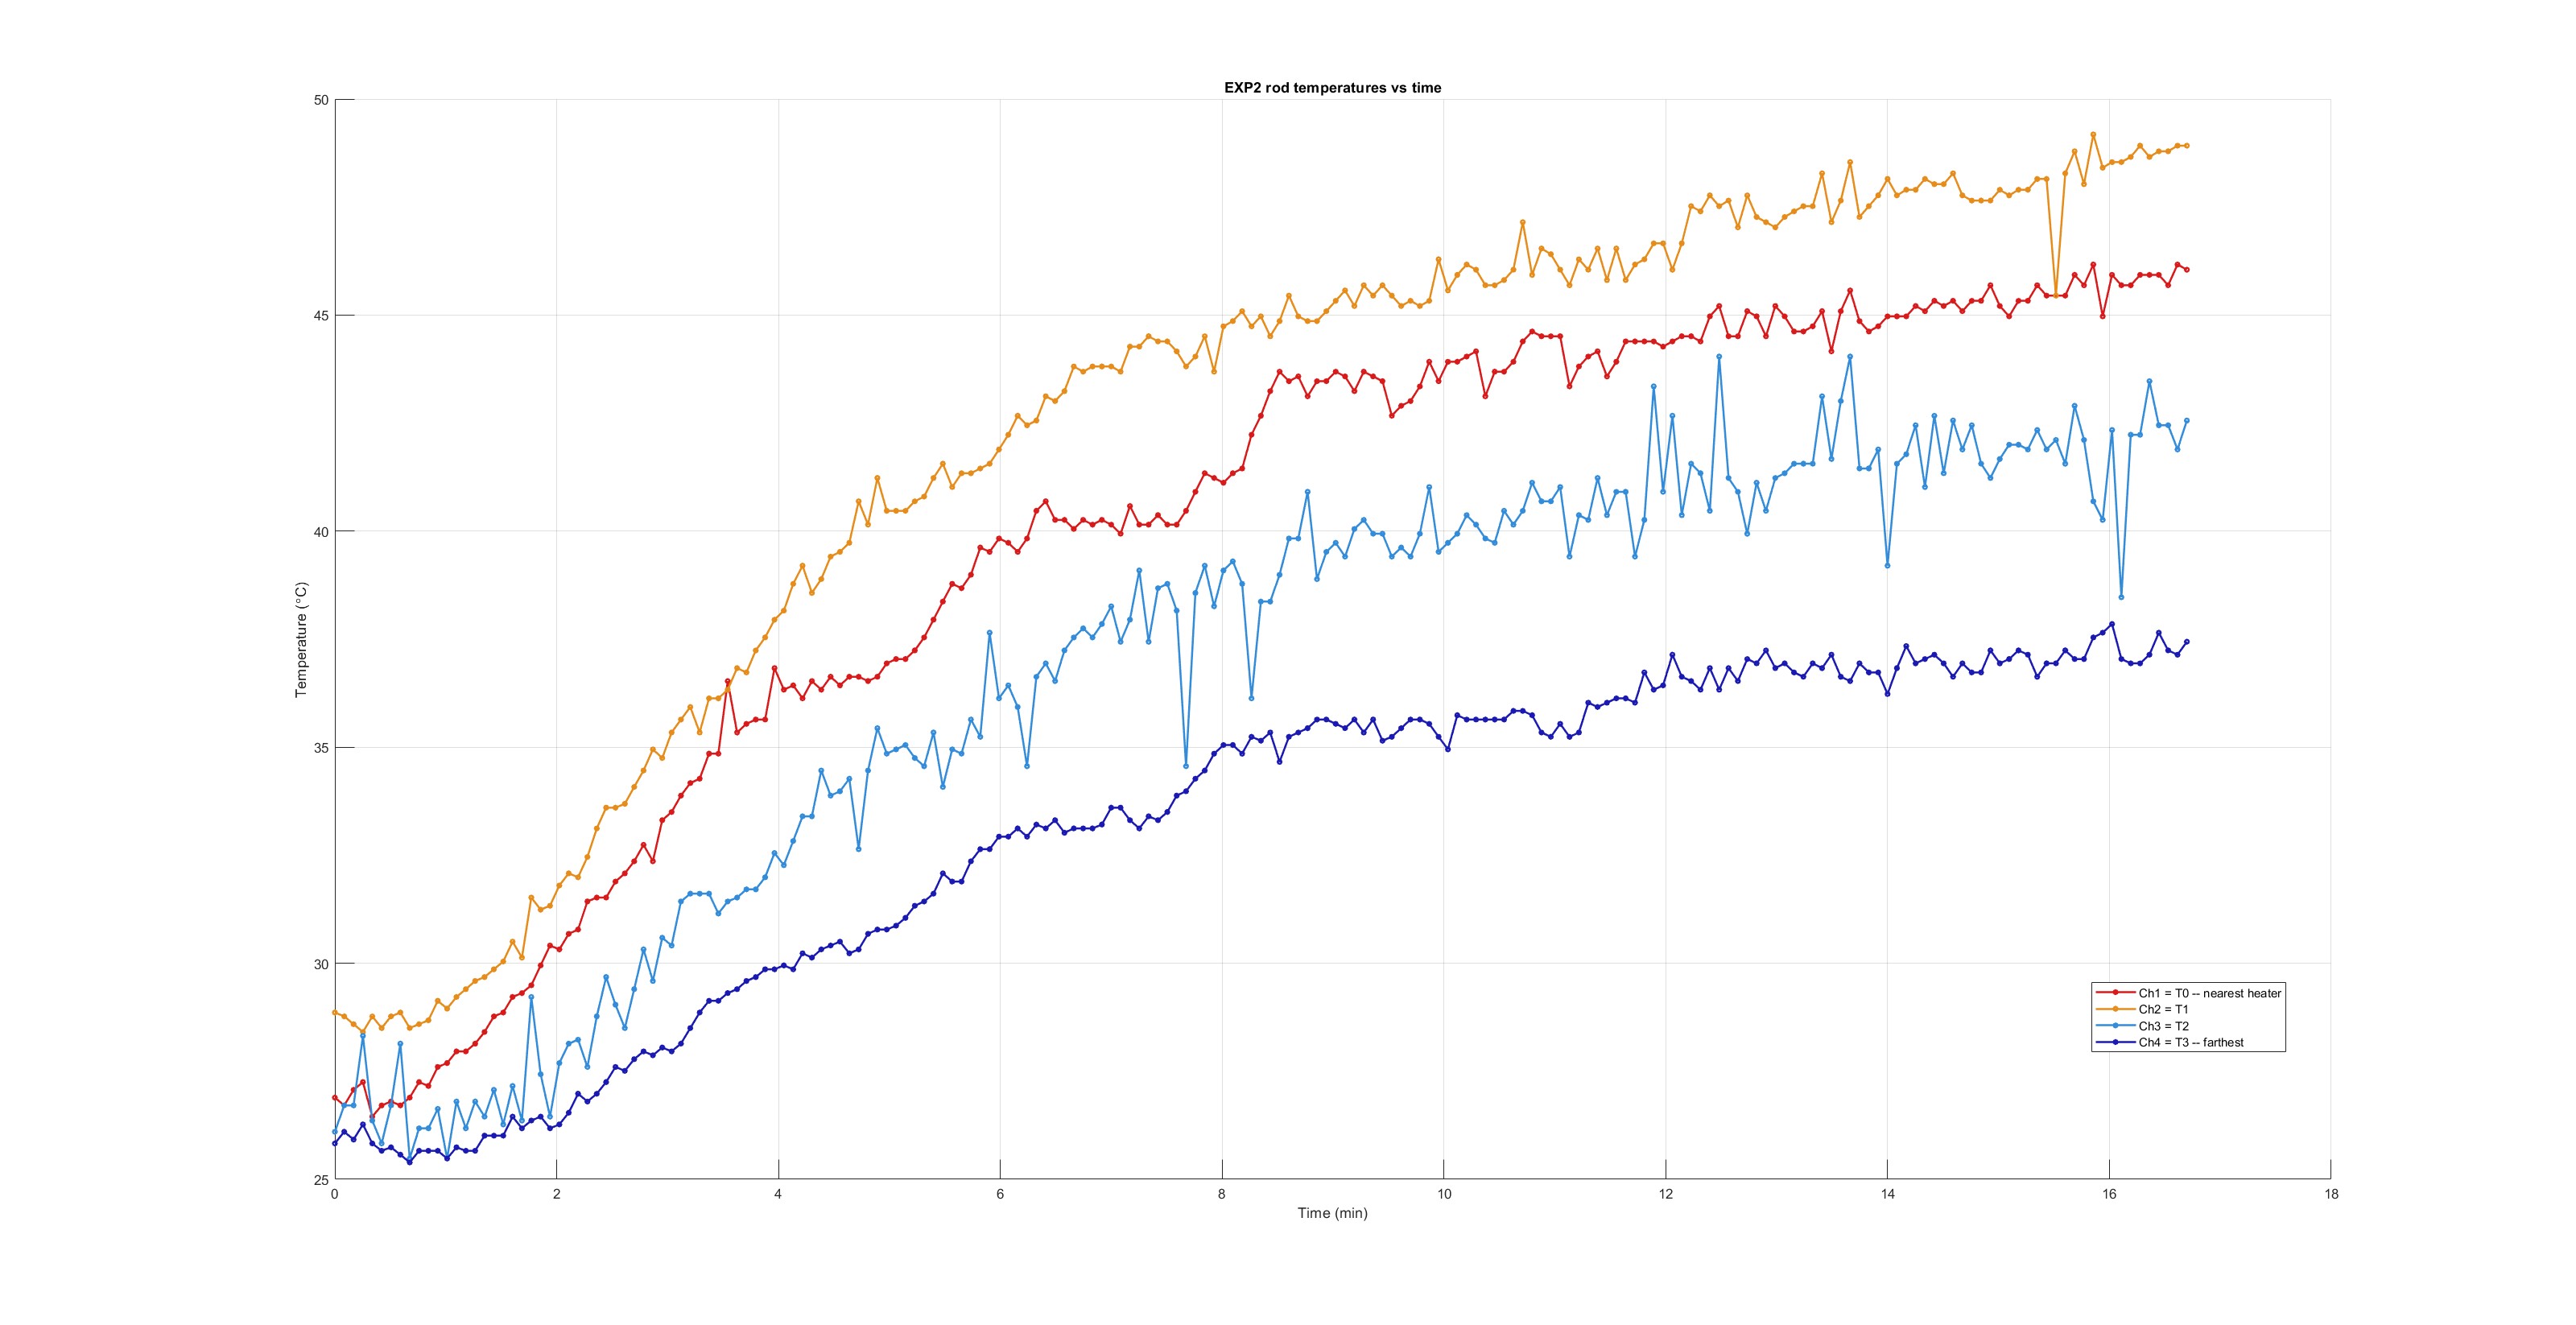 EXP2 rod temperatures vs time
Temperature (°C)
50
45
40
35
30
25
0 2 4 6 8 10 12 14 16 18
Time (min)
Ch1 = T0 -- nearest heater
Ch2 = T1
Ch3 = T2
Ch4 = T3 -- farthest